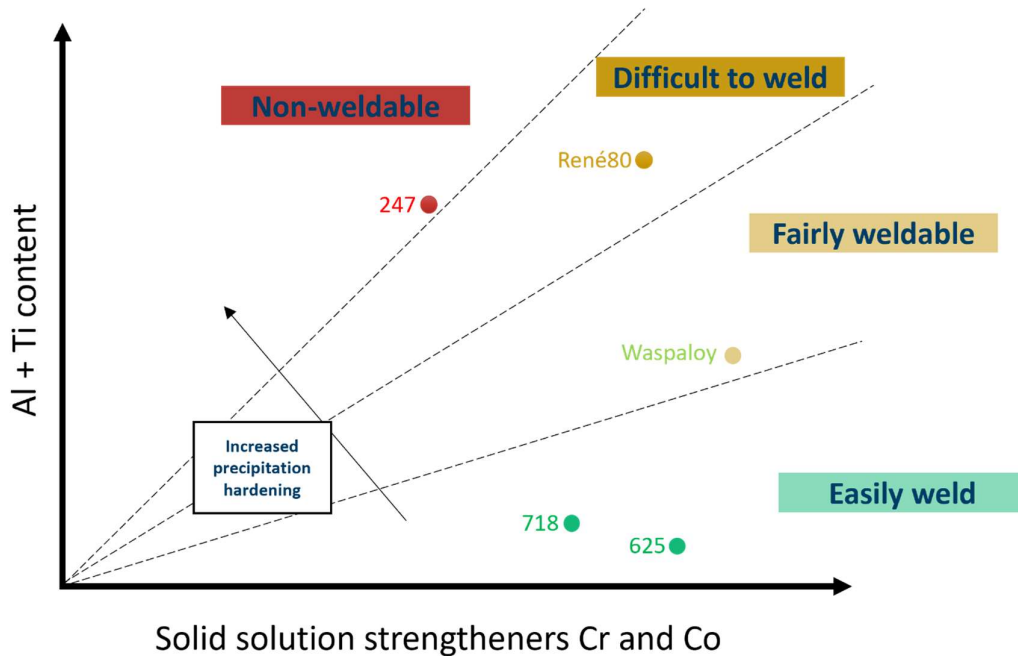 Difficult to weld
Non-weldable
René80
247
Fairly weldable
Al + Ti content
Waspaloy
Increased
precipitation
hardening
Easily weld
718
625
Solid solution strengtheners Cr and Co